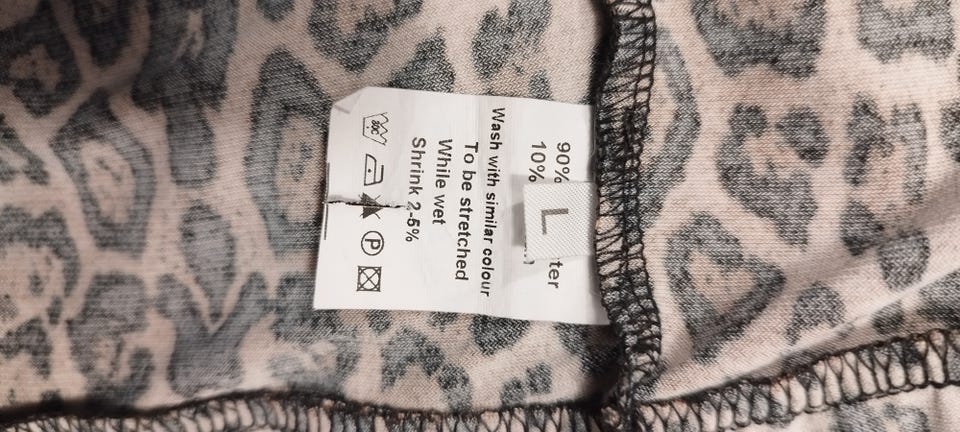 90%
10%
ter
L
Wash with similar colour
To be stretched
While wet
Shrink 2-5%
P